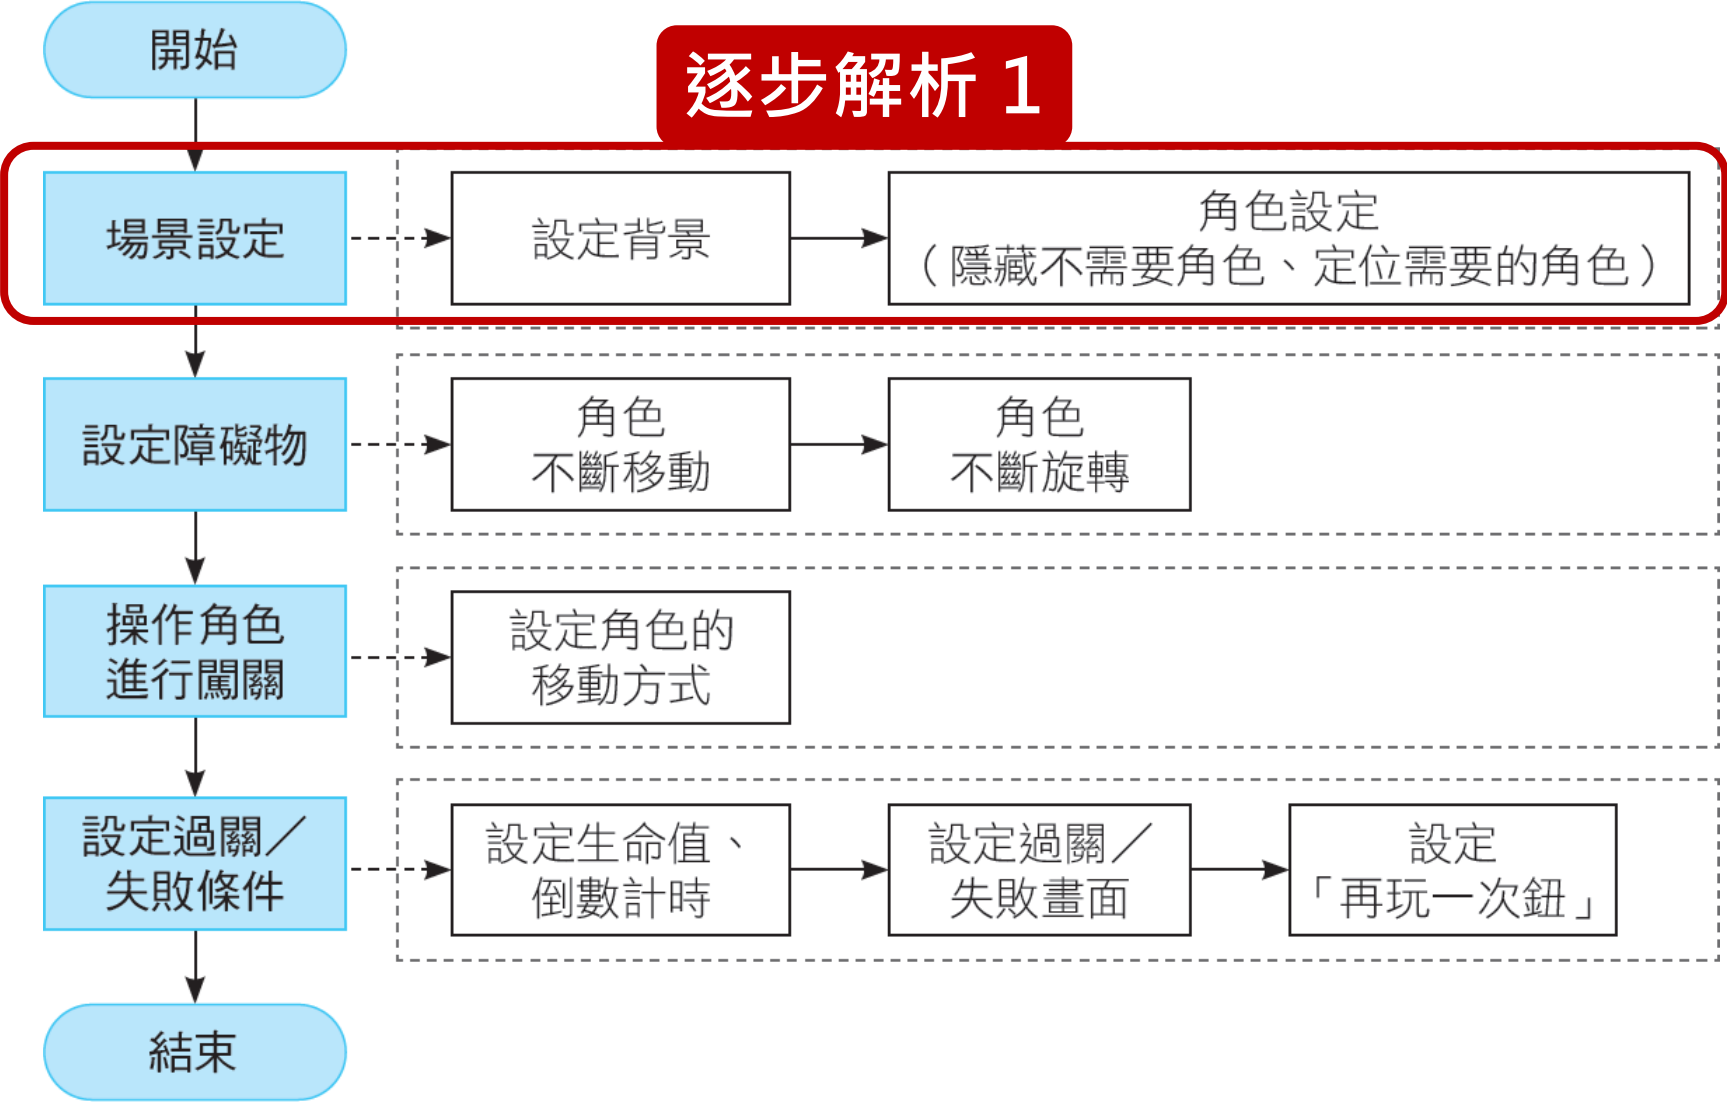 開始
逐步解析 1
場景設定
設定背景
角色設定
（隱藏不需要角色、定位需要的角色）
設定障礙物
角色
不斷移動
角色
不斷旋轉
操作角色
進行闖關
設定角色的
移動方式
設定過關／
失敗條件
設定生命值、
倒數計時
設定過關／
失敗畫面
設定
「再玩一次鈕」
結束